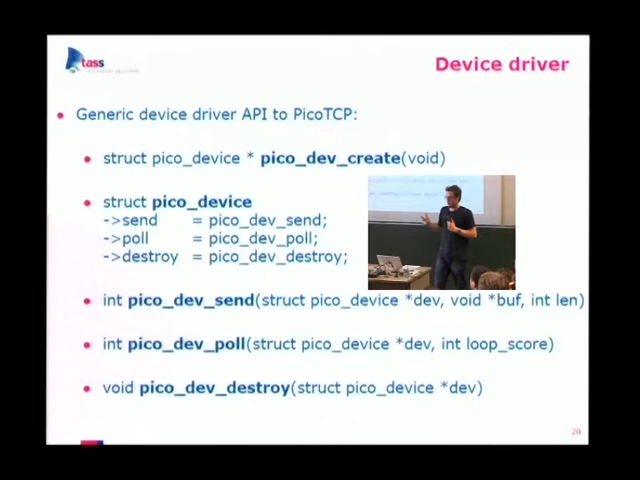 tass
Device driver
Generic device driver API to PicoTCP:
struct pico_device * pico_dev_create(void)
struct pico_device
->send = pico_dev_send;
->poll = pico_dev_poll;
->destroy = pico_dev_destroy;
int pico_dev_send(struct pico_device *dev, void *buf, int len)
int pico_dev_poll(struct pico_device *dev, int loop_score)
void pico_dev_destroy(struct pico_device *dev)
20